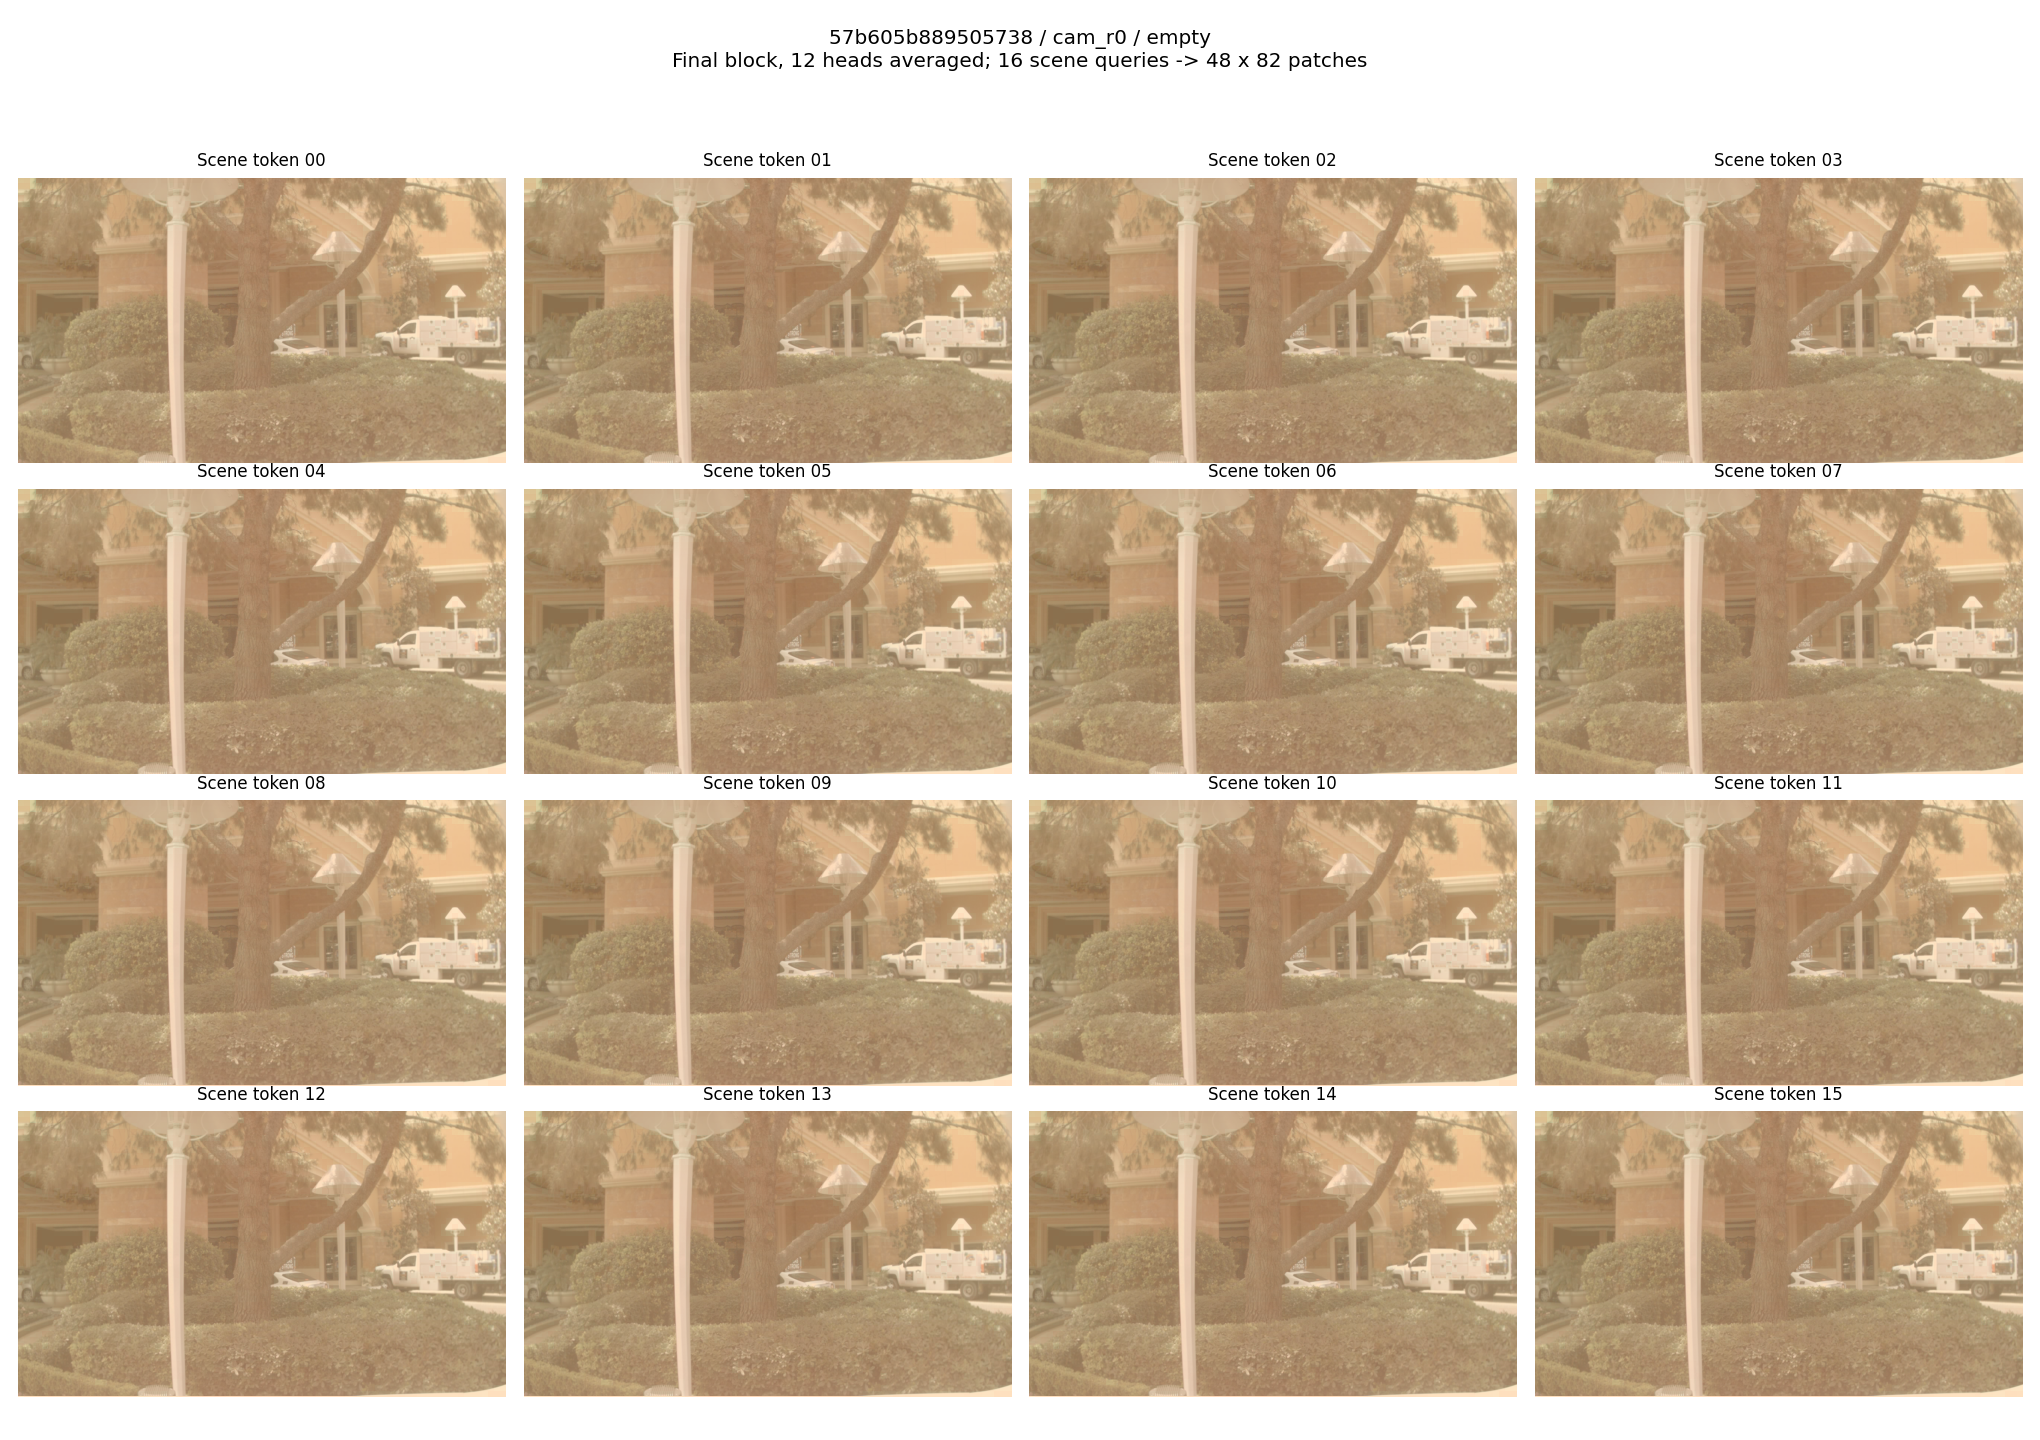 57b605b889505738 / cam_r0 / empty
Final block, 12 heads averaged; 16 scene queries -> 48 x 82 patches
Scene token 00
Scene token 01
Scene token 02
Scene token 03
Scene token 04
Scene token 05
Scene token 06
Scene token 07
Scene token 08
Scene token 09
Scene token 10
Scene token 11
Scene token 12
Scene token 13
Scene token 14
Scene token 15